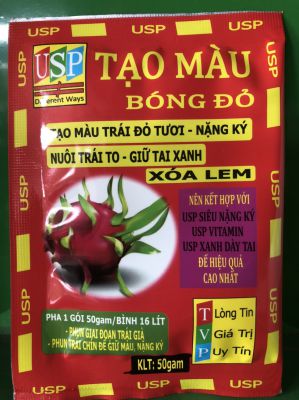 USP USP USP
USP
Different Ways
TẠO MÀU
BÓNG ĐỎ
TẠO MÀU TRÁI ĐỎ TƯƠI - NẶNG KÝ
NUÔI TRÁI TO - GIỮ TAI XANH
XÓA LEM
NÊN KẾT HỢP VỚI
USP SIÊU NẶNG KÝ
USP VITAMIN
USP XANH DÀY TAI
ĐỂ HIỆU QUẢ
CAO NHẤT
PHA 1 GÓI 50gam/BÌNH 16 LÍT
- PHUN GIAI ĐOẠN TRÁI GIÀ
- PHUN TRÁI CHÍN ĐỂ GIỮ MÀU, NẶNG KÝ
KLT: 50gam
T Lòng Tin
V Giá Trị
P Uy Tín
USP USP USP